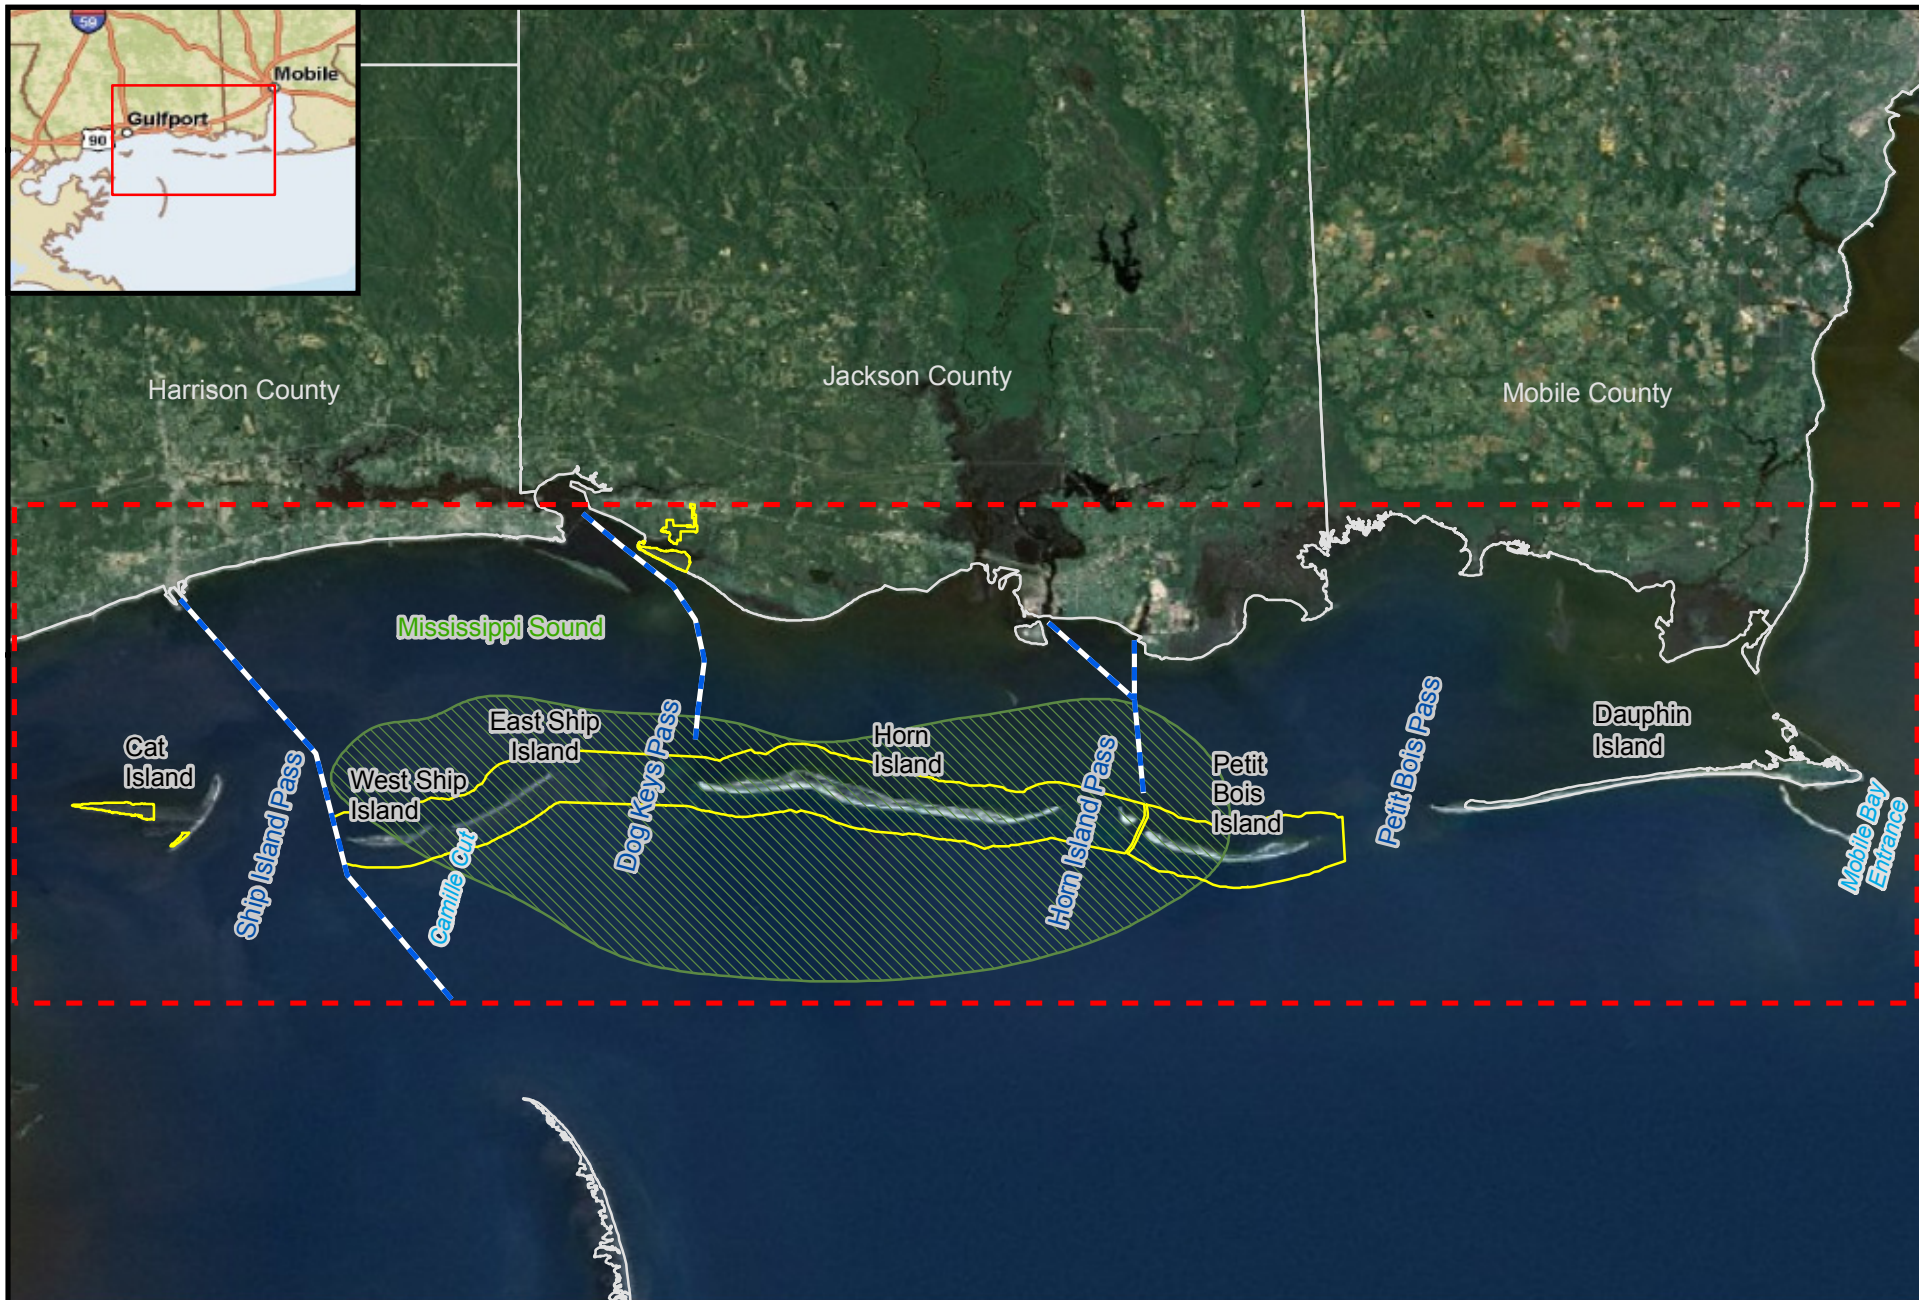 59
Mobile
Gulfport
90
Harrison County
Jackson County
Mobile County
Mississippi Sound
Cat
Island
Ship Island Pass
West Ship
Island
East Ship
Island
Camille Cut
Dog Keys Pass
Horn
Island
Horn Island Pass
Petit
Bois
Island
Petit Bois Pass
Dauphin
Island
Mobile Bay
Entrance